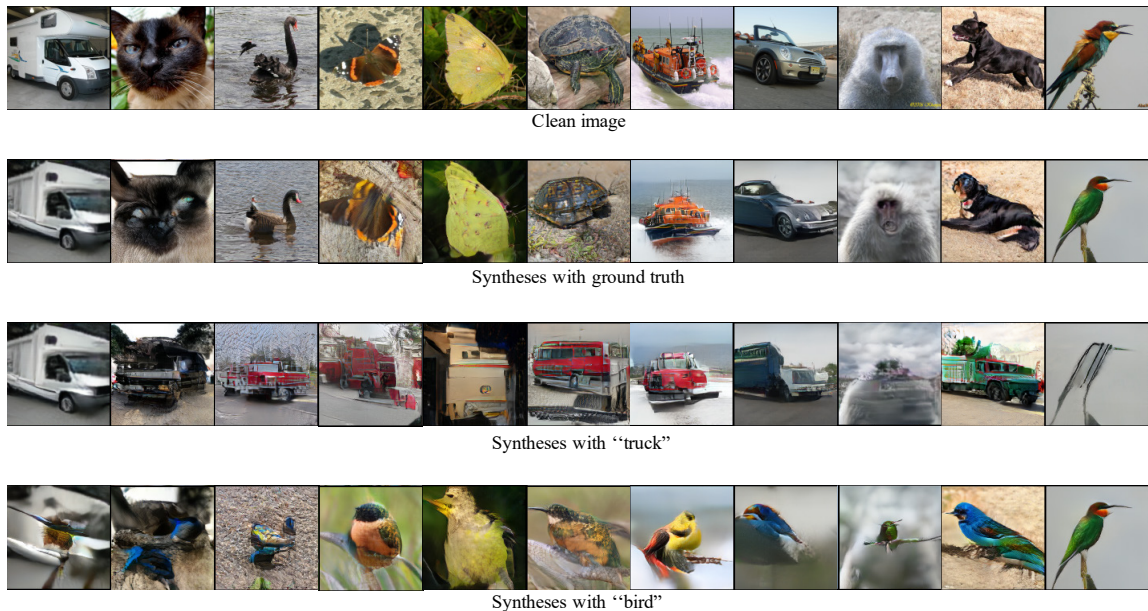 Clean image
Syntheses with ground truth
Syntheses with ‘‘truck”
Syntheses with ‘‘bird”